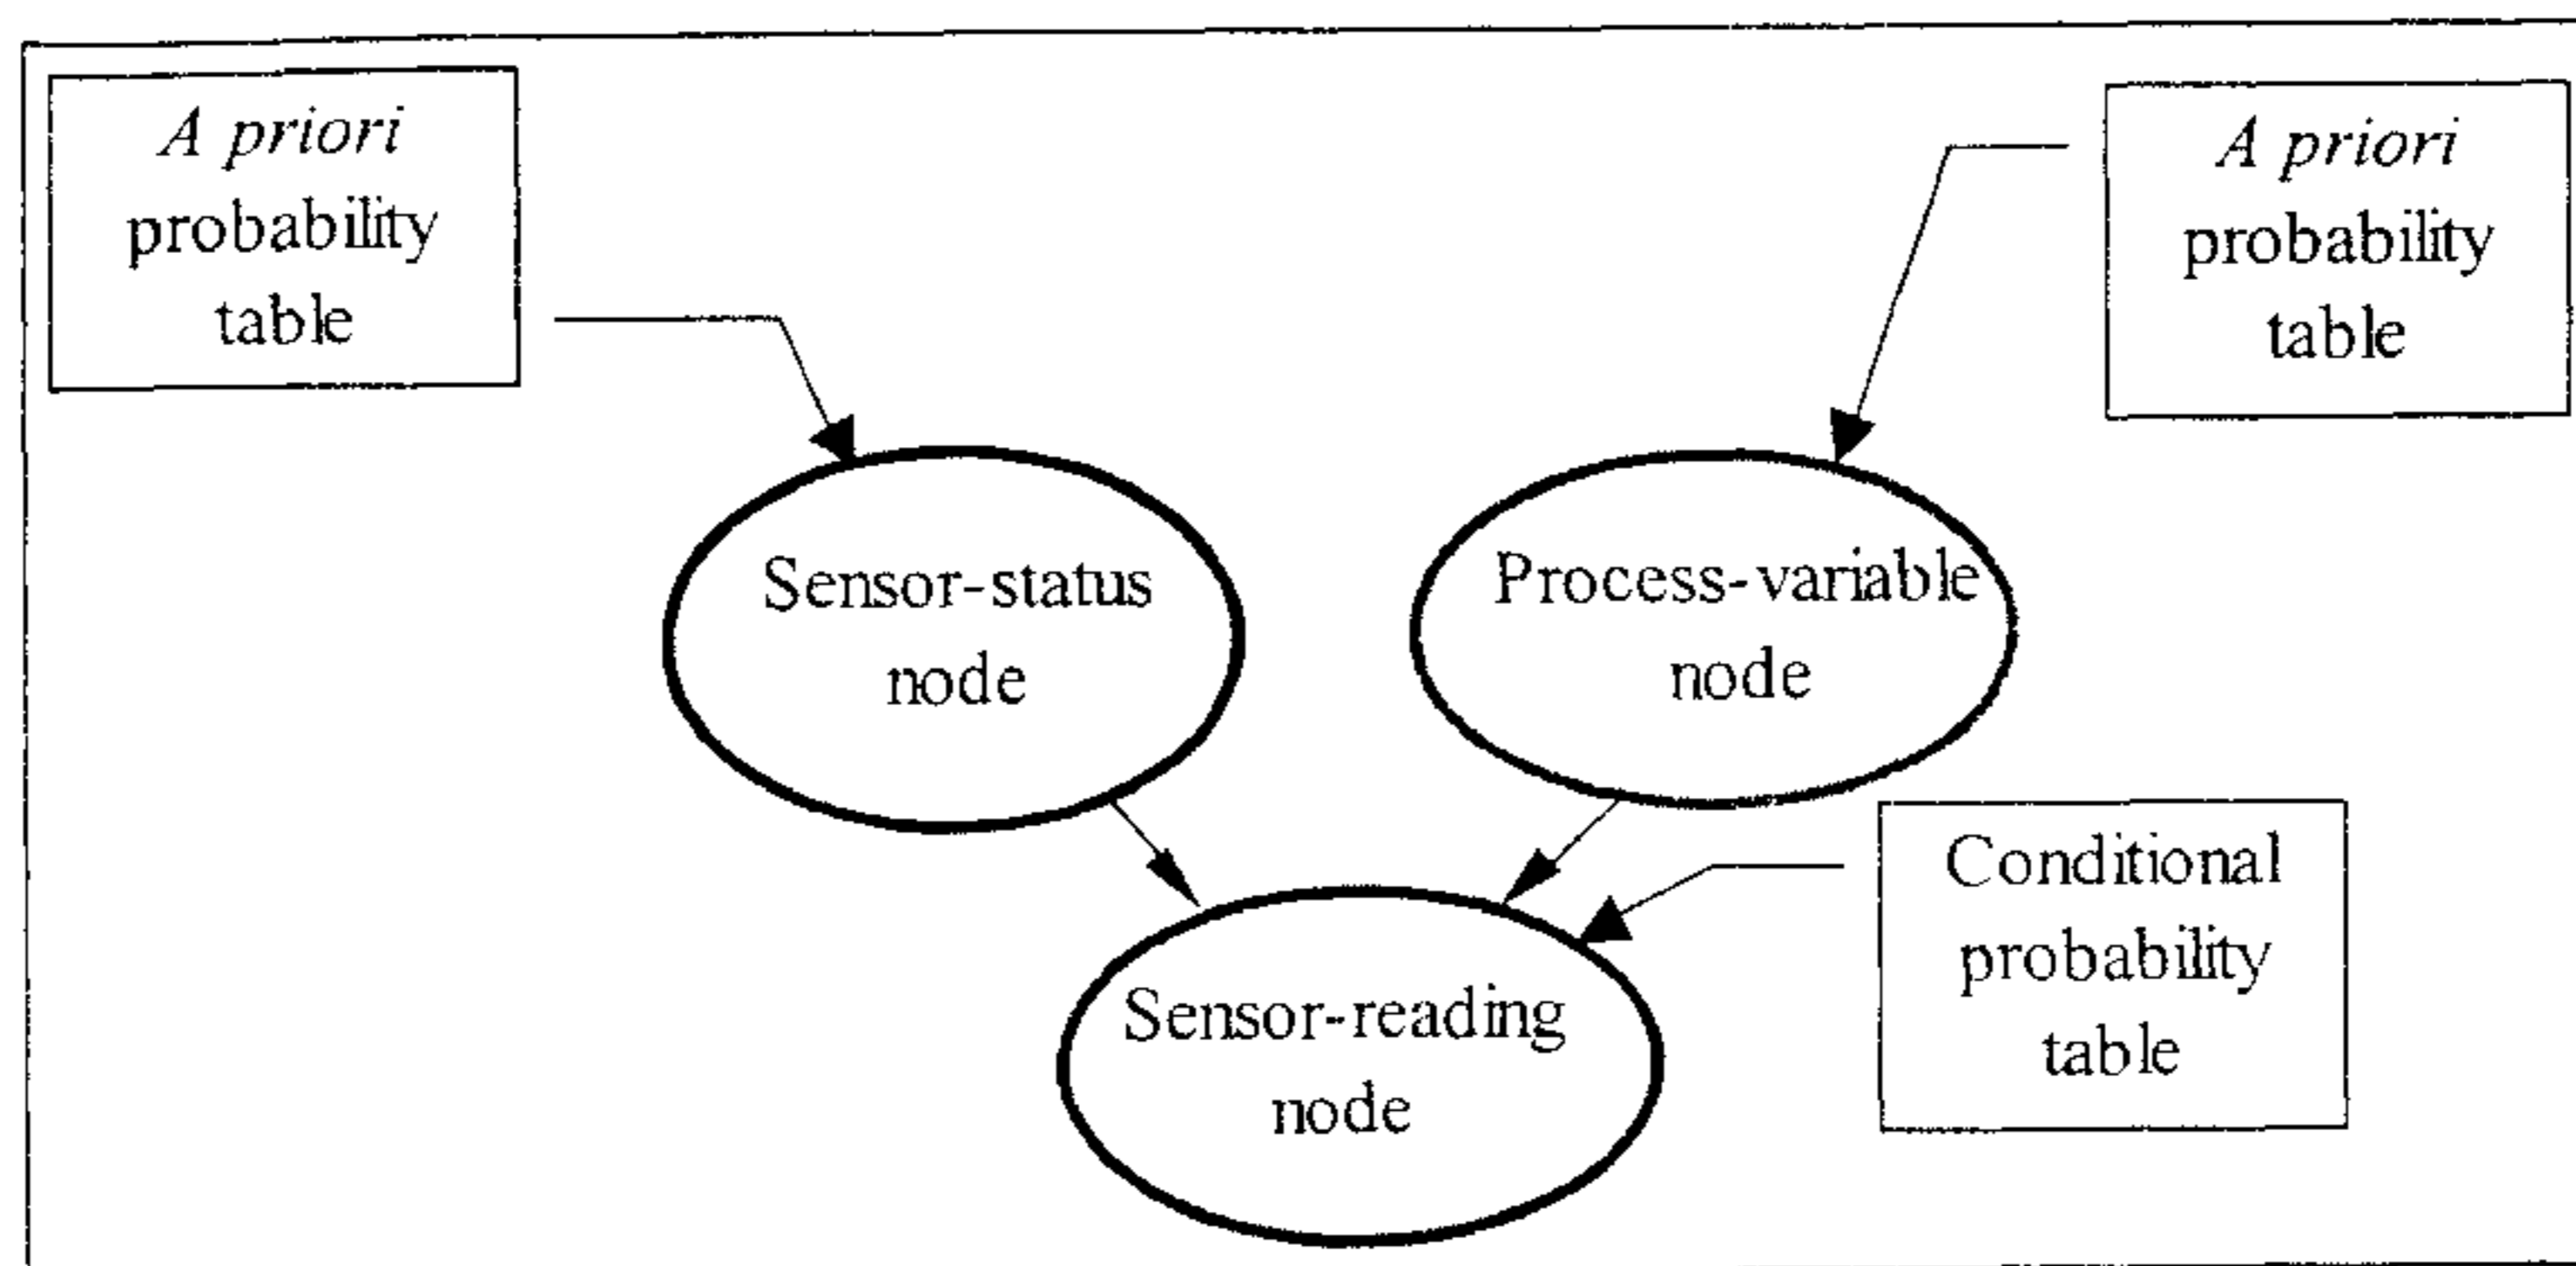 A priori
probability
table
A priori
probability
table
Sensor-status
node
Process-variable
node
Conditional
probability
table
Sensor-reading
node